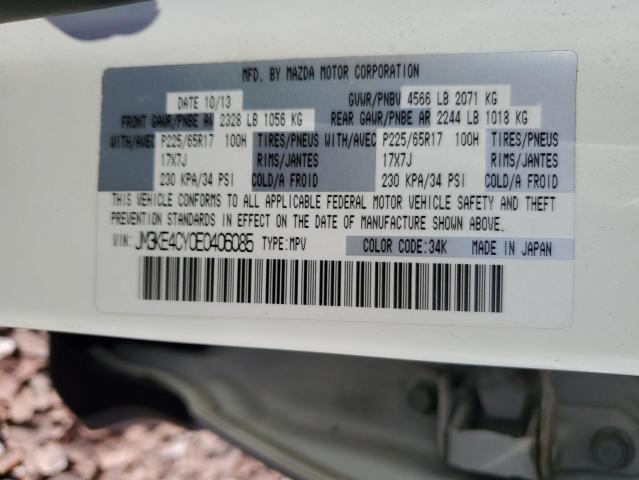 MFD. BY MAZDA MOTOR CORPORATION
DATE 10/13 GVWR/PNBV 4566 LB 2071 KG
FRONT GAWR/PNBE AV 2328 LB 1056 KG REAR GAWR/PNBE AR 2244 LB 1018 KG
WITH/AVEC P225/65R17 100H TIRES/PNEUS WITH/AVEC P225/65R17 100H TIRES/PNEUS
17X7J RIMS/JANTES 17X7J RIMS/JANTES
230 KPA/34 PSI COLD/A FROID 230 KPA/34 PSI COLD/A FROID
THIS VEHICLE CONFORMS TO ALL APPLICABLE FEDERAL MOTOR VEHICLE SAFETY AND THEFT
PREVENTION STANDARDS IN EFFECT ON THE DATE OF MANUFACTURE SHOWN ABOVE.
VIN: JM3KE4CY0E0406085 TYPE:MPV COLOR CODE:34K MADE IN JAPAN